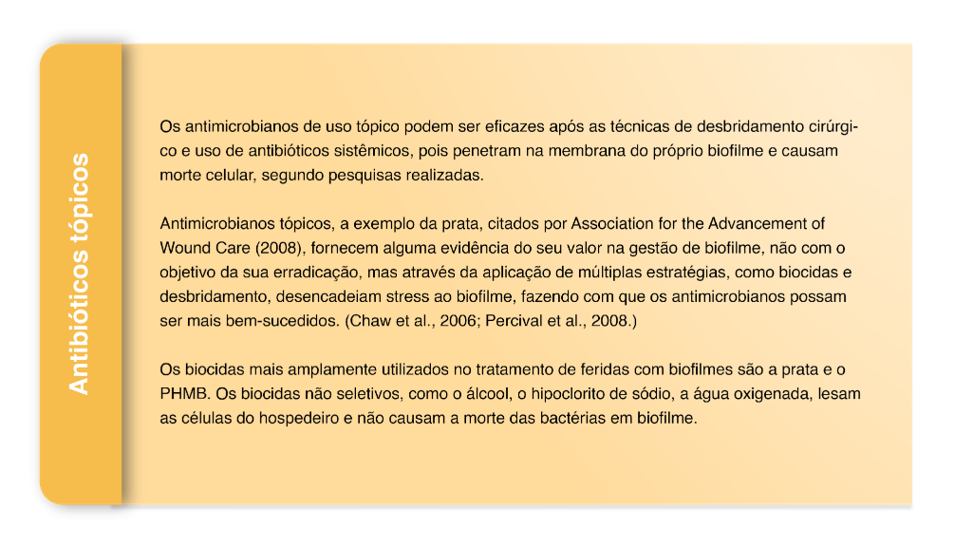 Antibióticos tópicos
Os antimicrobianos de uso tópico podem ser eficazes após as técnicas de desbridamento cirúrgi-
co e uso de antibióticos sistêmicos, pois penetram na membrana do próprio biofilme e causam
morte celular, segundo pesquisas realizadas.
Antimicrobianos tópicos, a exemplo da prata, citados por Association for the Advancement of
Wound Care (2008), fornecem alguma evidência do seu valor na gestão de biofilme, não com o
objetivo da sua erradicação, mas através da aplicação de múltiplas estratégias, como biocidas e
desbridamento, desencadeiam stress ao biofilme, fazendo com que os antimicrobianos possam
ser mais bem-sucedidos. (Chaw et al., 2006; Percival et al., 2008.)
Os biocidas mais amplamente utilizados no tratamento de feridas com biofilmes são a prata e o
PHMB. Os biocidas não seletivos, como o álcool, o hipoclorito de sódio, a água oxigenada, lesam
as células do hospedeiro e não causam a morte das bactérias em biofilme.